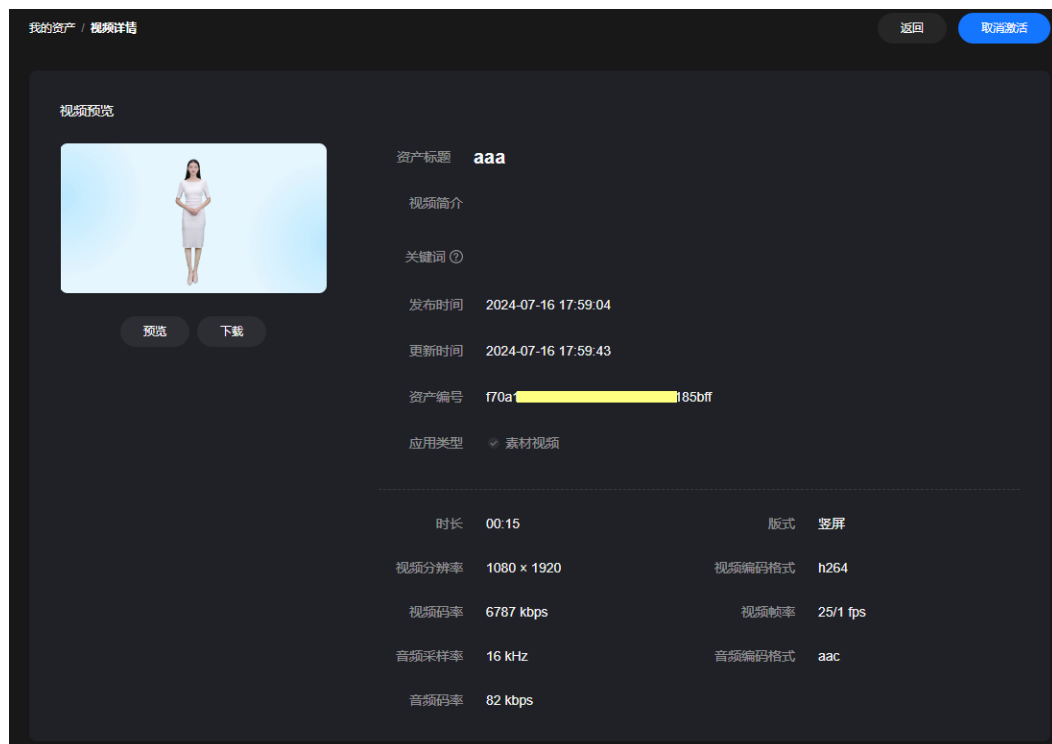 我的资产 / 视频详情
返回
取消激活
视频预览
预览
下载
资产标题 aaa
视频简介
关键词 ?
发布时间 2024-07-16 17:59:04
更新时间 2024-07-16 17:59:43
资产编号 f70a1 185bff
应用类型 素材视频
时长 00:15 版式 竖屏
视频分辨率 1080 × 1920 视频编码格式 h264
视频码率 6787 kbps 视频帧率 25/1 fps
音频采样率 16 kHz 音频编码格式 aac
音频码率 82 kbps